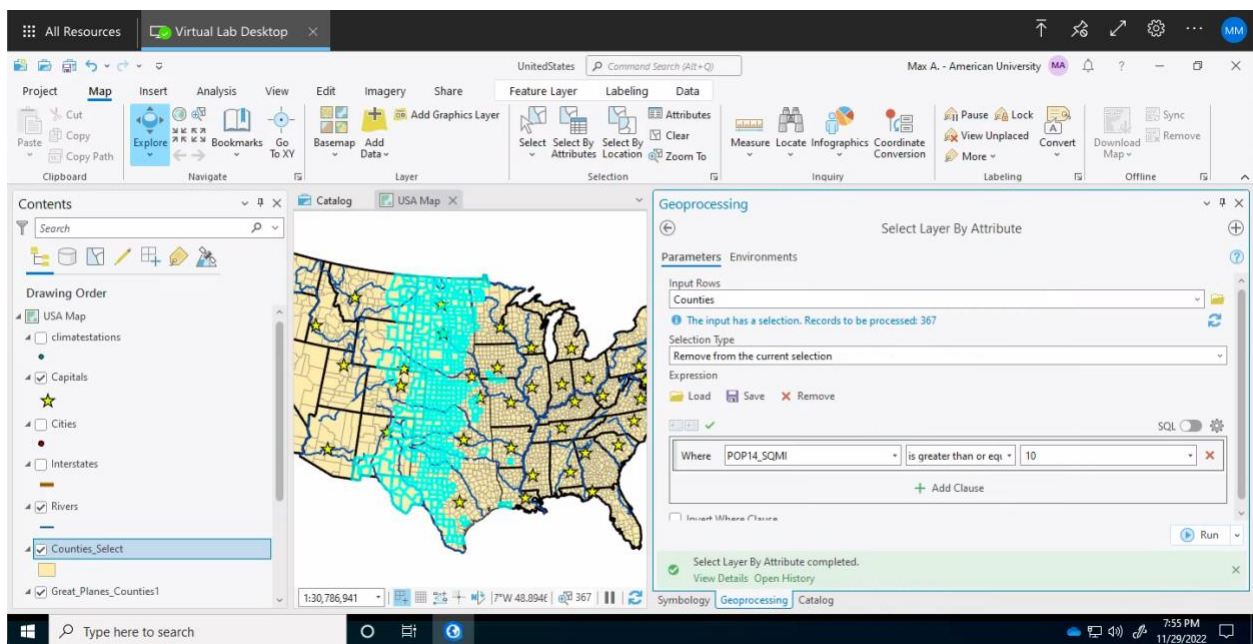 All Resources
Virtual Lab Desktop
MM
UnitedStates
Command Search (Alt+Q)
Max A. - American University
MA
?
Project Map Insert Analysis View Edit Imagery Share Feature Layer Labeling Data
Cut
Copy
Paste
Copy Path
Clipboard
Explore
Bookmarks
Go To XY
Navigate
Basemap
Add Data
Add Graphics Layer
Layer
Select
Select By Attributes
Select By Location
Attributes
Clear
Zoom To
Selection
Measure
Locate
Infographics
Coordinate Conversion
Inquiry
Pause
Lock
View Unplaced
More
Convert
Labeling
Download Map
Sync
Remove
Offline
Contents
Search
Drawing Order
USA Map
climatestations
Capitals
Cities
Interstates
Rivers
Counties_Select
Great_Planes_Counties1
Catalog
USA Map
1:30,786,941
7°W 48.894
367
Geoprocessing
Select Layer By Attribute
Parameters Environments
?
Input Rows
Counties
The input has a selection. Records to be processed: 367
Selection Type
Remove from the current selection
Expression
Load Save Remove
SQL
Where POP14_SQMI is greater than or equ 10
+ Add Clause
Invert Where Clause
Run
Select Layer By Attribute completed.
View Details Open History
Symbology Geoprocessing Catalog
Type here to search
7:55 PM
11/29/2022